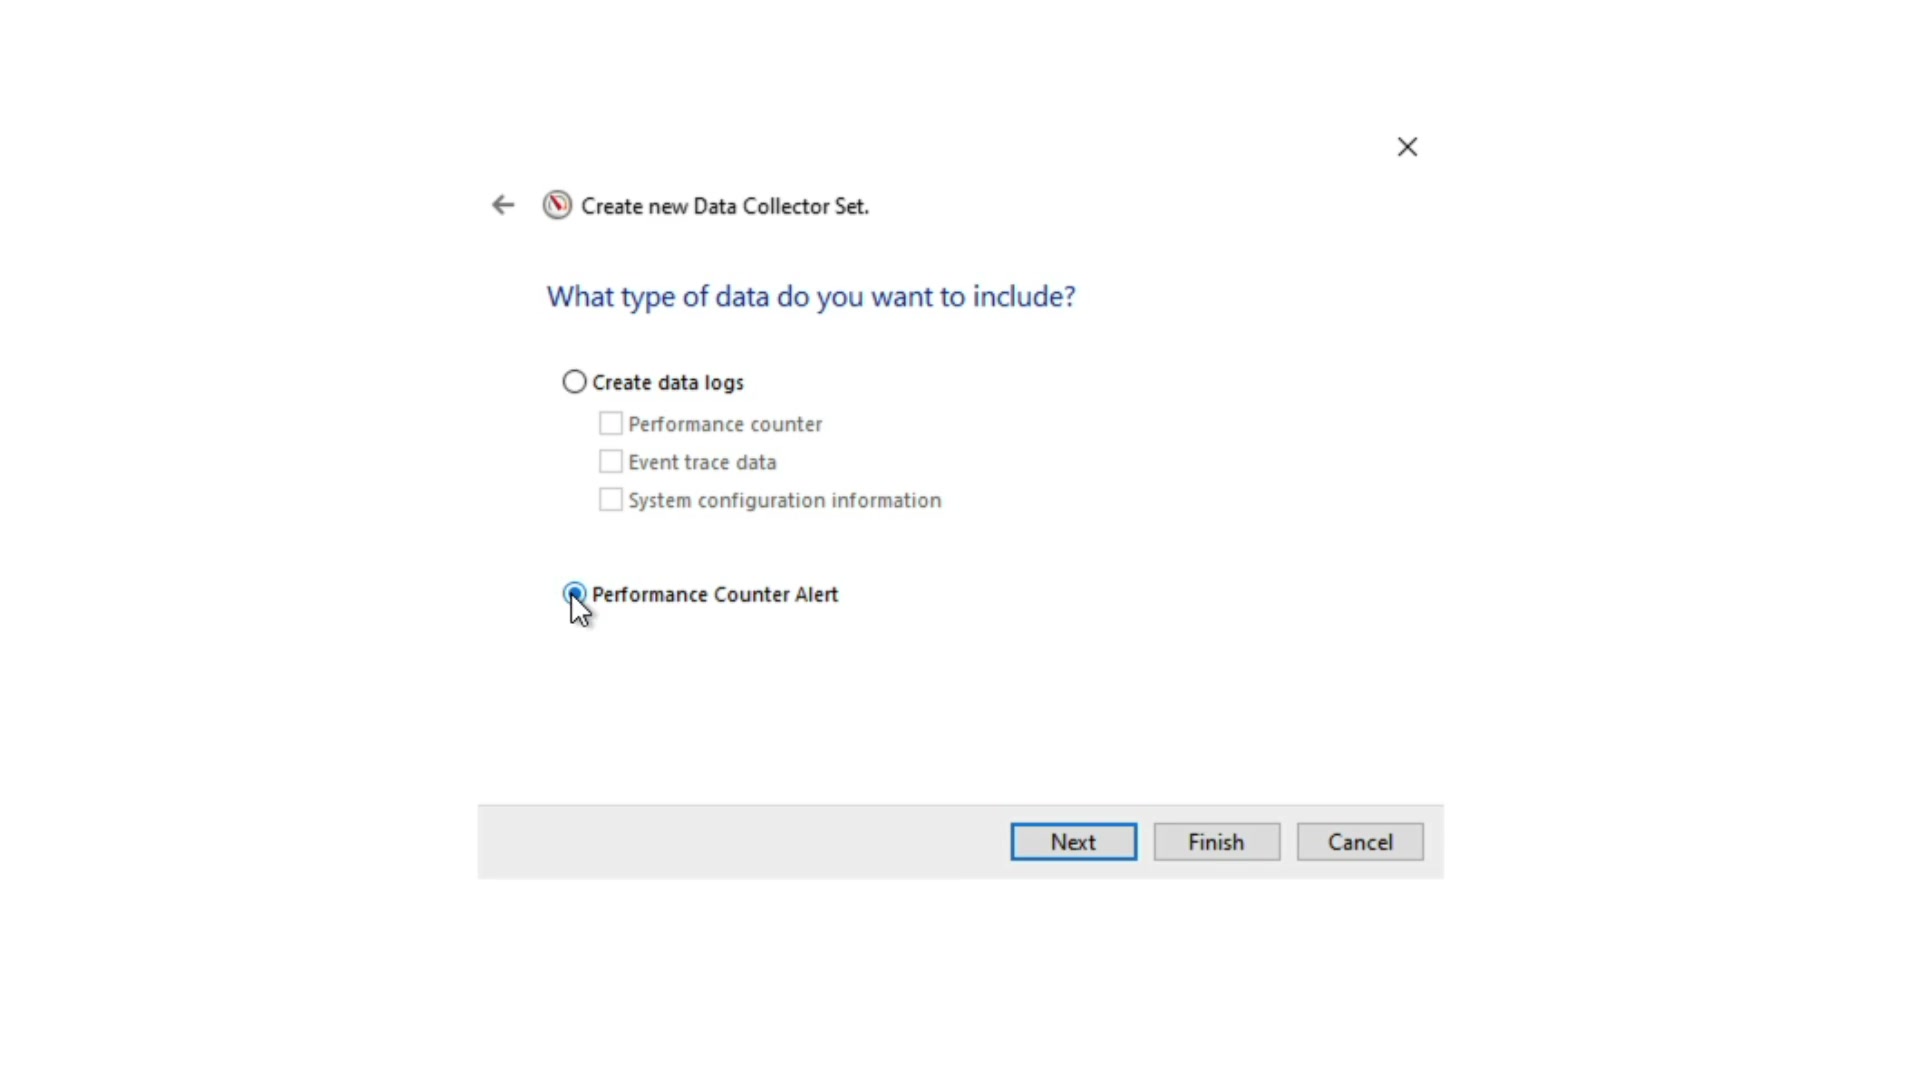 Create new Data Collector Set.
What type of data do you want to include?
Create data logs
Performance counter
Event trace data
System configuration information
Performance Counter Alert
Next Finish Cancel